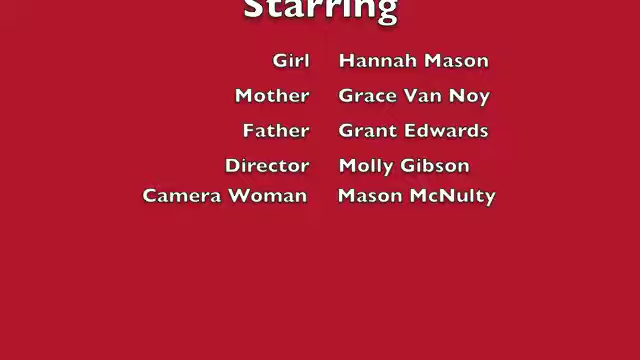 Starring
Girl Hannah Mason
Mother Grace Van Noy
Father Grant Edwards
Director Molly Gibson
Camera Woman Mason McNulty